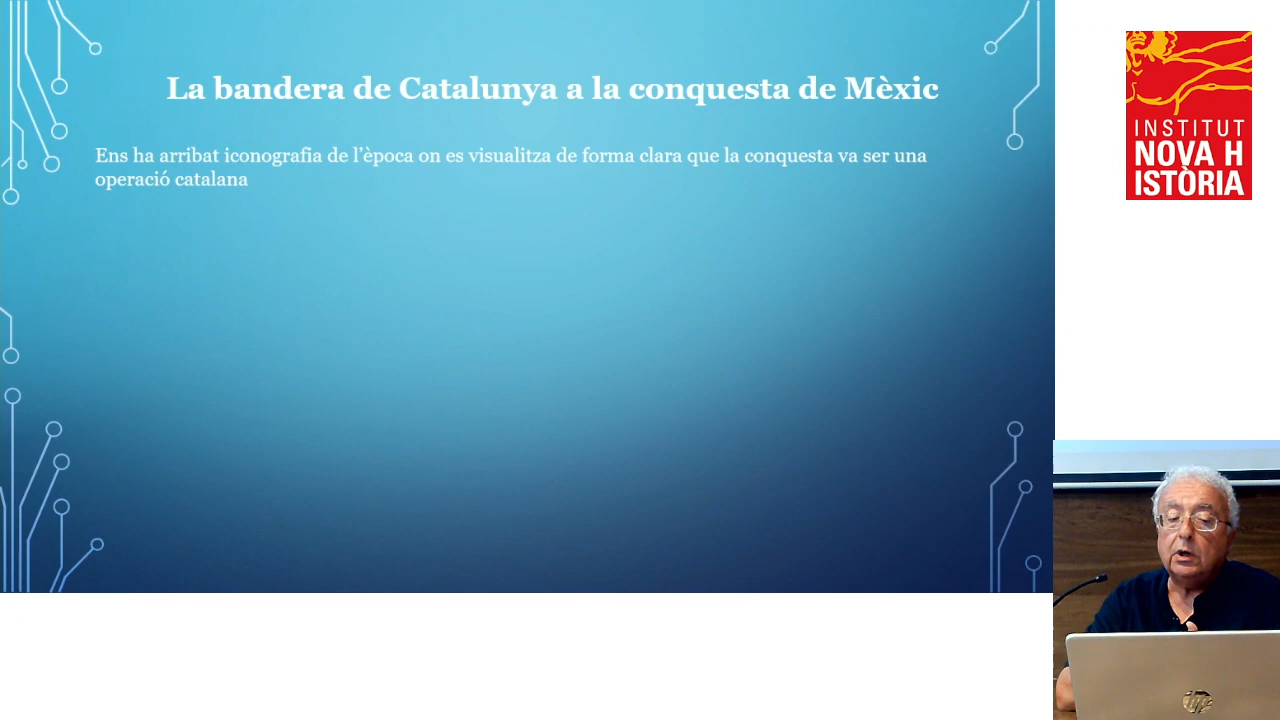 La bandera de Catalunya a la conquesta de Mèxic
Ens ha arribat iconografia de l'època on es visualitza de forma clara que la conquesta va ser una
operació catalana
INSTITUT
NOVA H
ISTÒRIA
hp